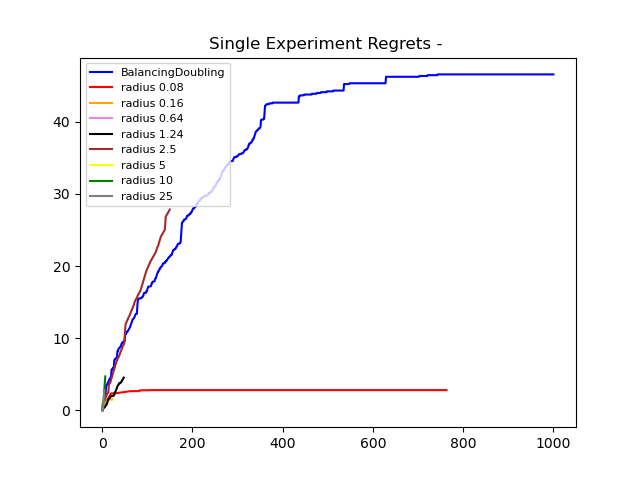 Single Experiment Regrets -
BalancingDoubling
radius 0.08
radius 0.16
radius 0.64
radius 1.24
radius 2.5
radius 5
radius 10
radius 25
40
30
20
10
0
0 200 400 600 800 1000